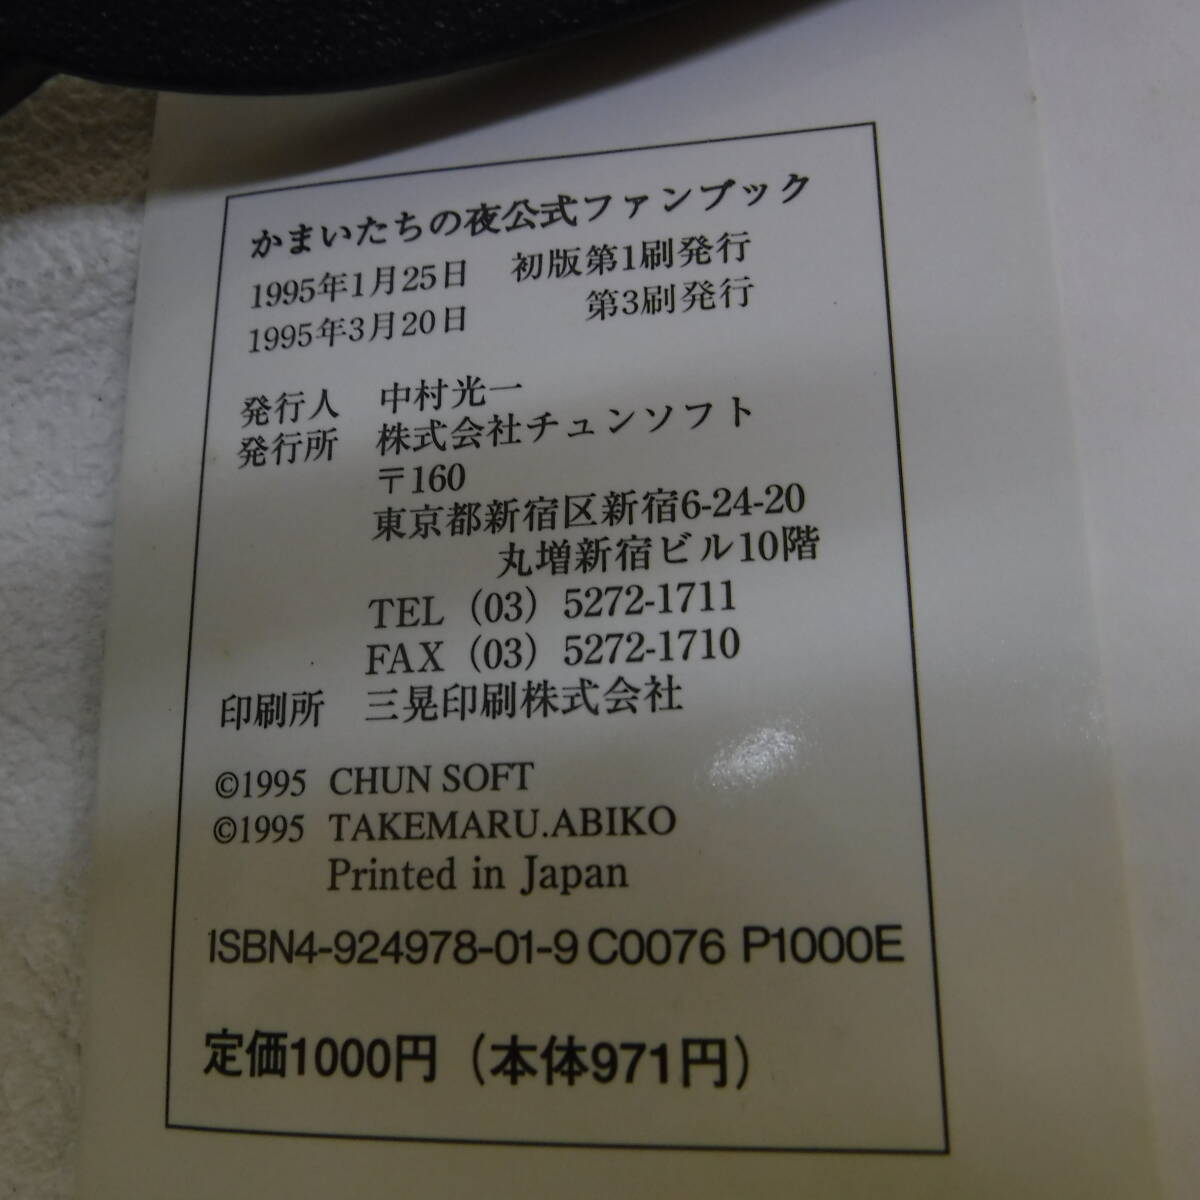 かまいたちの夜公式ファンブック
1995年1月25日 初版第1刷発行
1995年3月20日 第3刷発行
発行人 中村光一
発行所 株式会社チュンソフト
〒160
東京都新宿区新宿6-24-20
丸増新宿ビル10階
TEL (03) 5272-1711
FAX (03) 5272-1710
印刷所 三晃印刷株式会社
©1995 CHUN SOFT
©1995 TAKEMARU.ABIKO
Printed in Japan
ISBN4-924978-01-9 C0076 P1000E
定価1000円（本体971円）